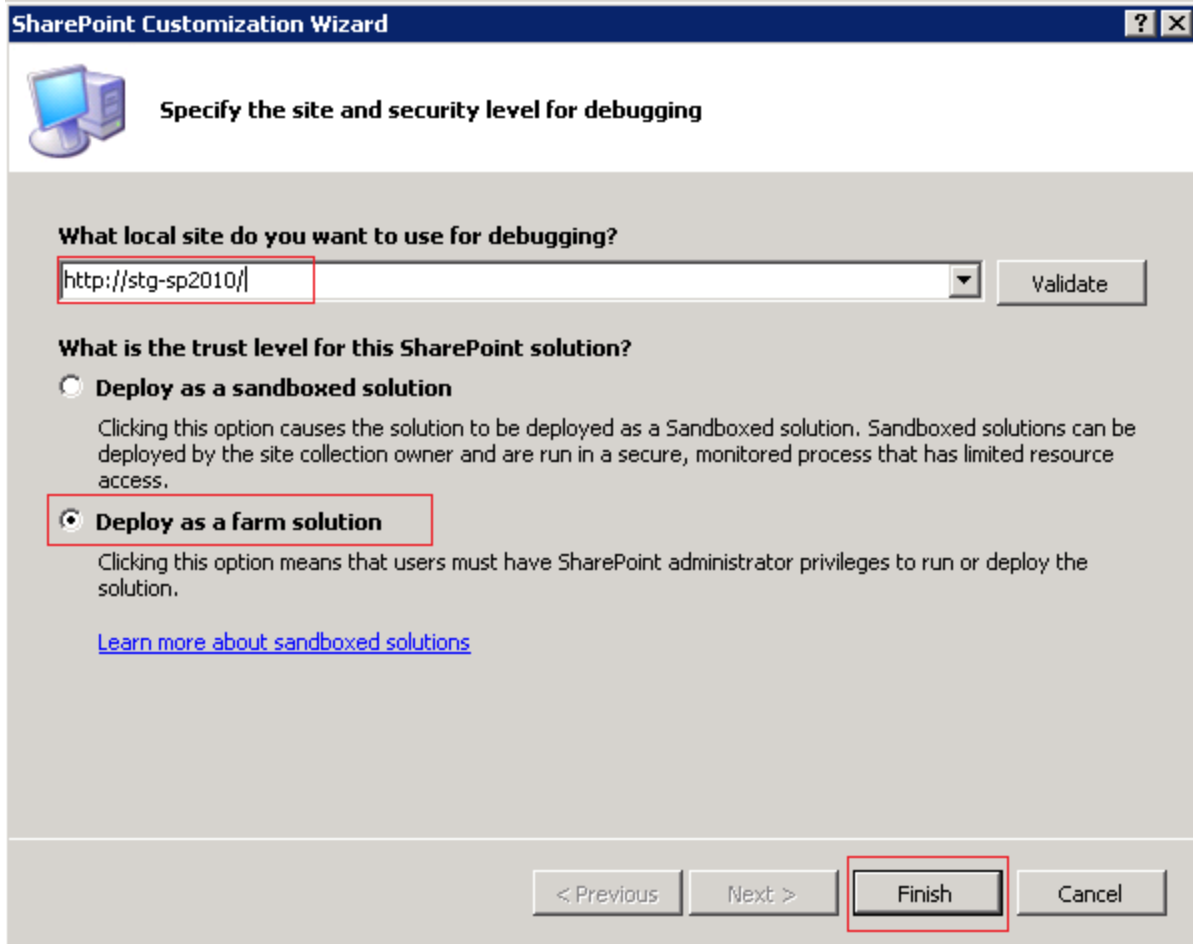 SharePoint Customization Wizard
Specify the site and security level for debugging
What local site do you want to use for debugging?
http://stg-sp2010/
Validate
What is the trust level for this SharePoint solution?
Deploy as a sandboxed solution
Clicking this option causes the solution to be deployed as a Sandboxed solution. Sandboxed solutions can be
deployed by the site collection owner and are run in a secure, monitored process that has limited resource
access.
Deploy as a farm solution
Clicking this option means that users must have SharePoint administrator privileges to run or deploy the
solution.
Learn more about sandboxed solutions
< Previous Next > Finish Cancel